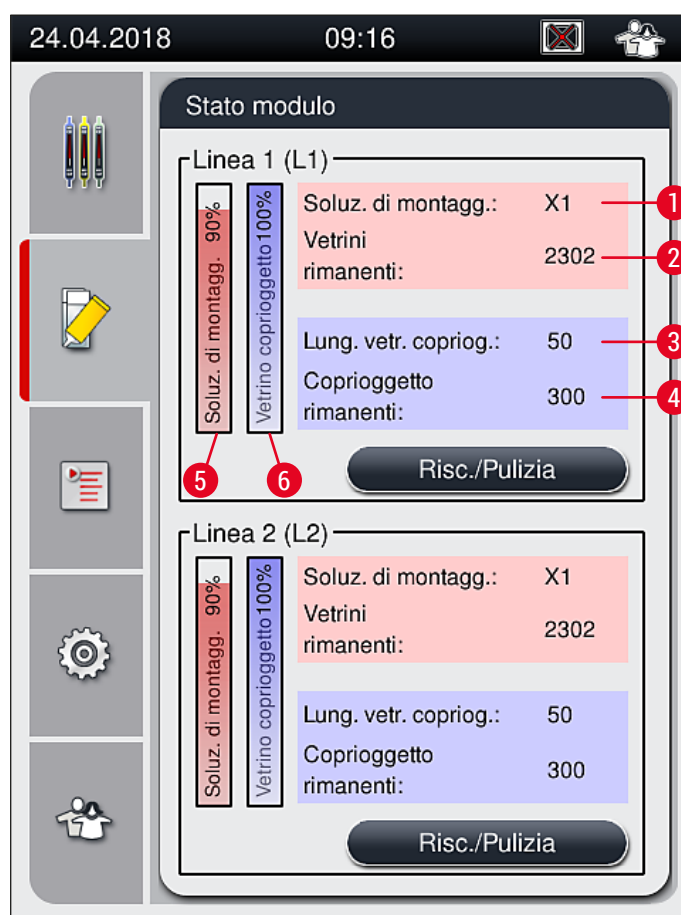 24.04.2018 09:16
Stato modulo
Linea 1 (L1)
Soluz. di montagg. 90%
Vetrino coprioggetto 100%
Soluz. di montagg.: X1 1
Vetrini
rimanenti: 2302 2
Lung. vetr. copriog.: 50 3
Coprioggetto
rimanenti: 300 4
5 6
Risc./Pulizia
Linea 2 (L2)
Soluz. di montagg. 90%
Vetrino coprioggetto 100%
Soluz. di montagg.: X1
Vetrini
rimanenti: 2302
Lung. vetr. copriog.: 50
Coprioggetto
rimanenti: 300
Risc./Pulizia